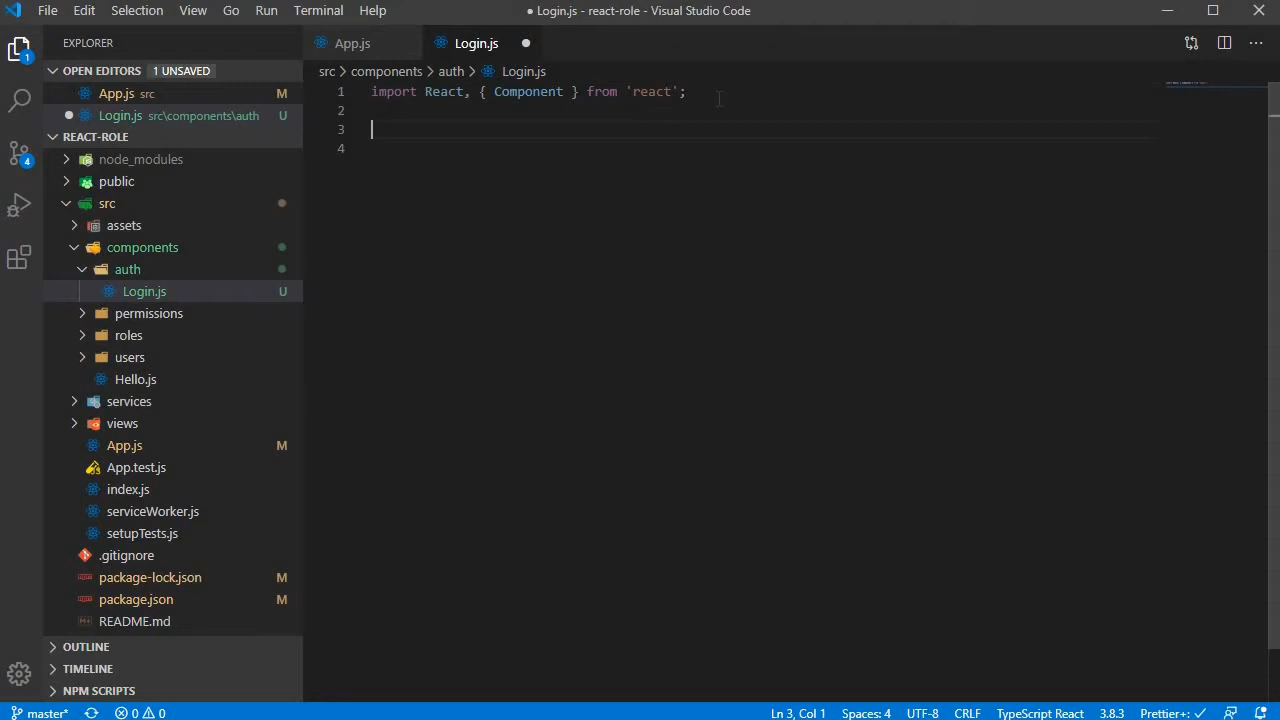 File Edit Selection View Go Run Terminal Help ● Login.js - react-role - Visual Studio Code
EXPLORER
App.js
Login.js ●
OPEN EDITORS 1 UNSAVED
src > components > auth > Login.js
App.js src M
Login.js src\components\auth U
REACT-ROLE
node_modules
public
src
assets
components
auth
Login.js U
permissions
roles
users
Hello.js
services
views
App.js M
App.test.js
index.js
serviceWorker.js
setupTests.js
.gitignore
package-lock.json M
package.json M
README.md
OUTLINE
TIMELINE
NPM SCRIPTS
1 import React, { Component } from 'react';
2
3
4
1
4
master* 0 0 Ln 3, Col 1 Spaces: 4 UTF-8 CRLF TypeScript React 3.8.3 Prettier+: ✓